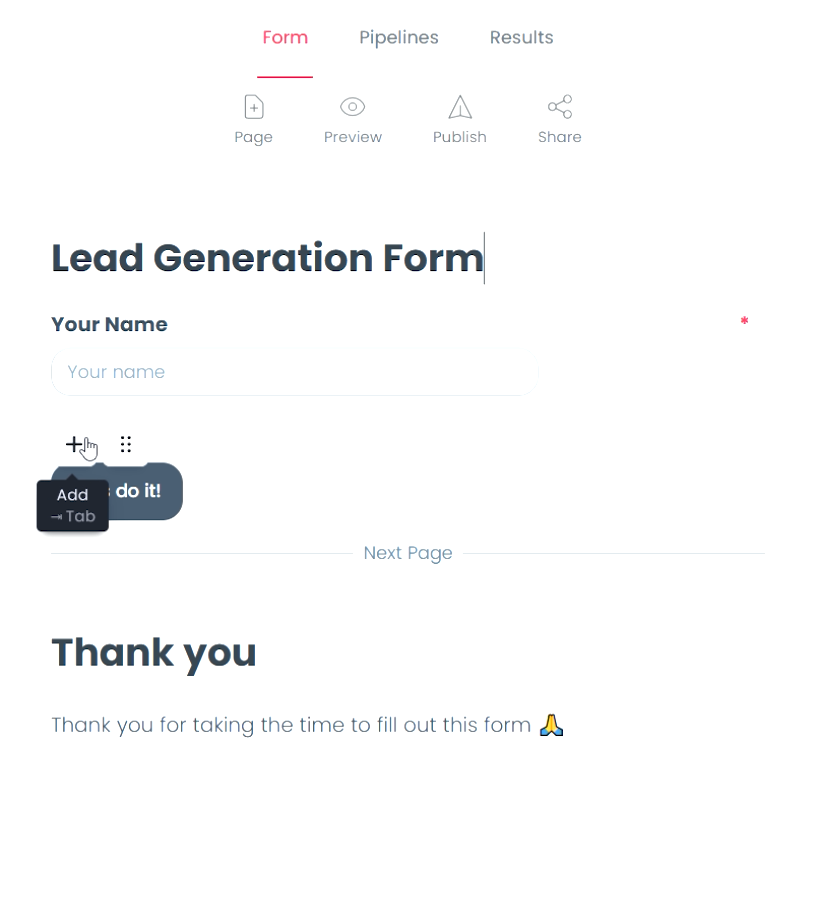 Form Pipelines Results
Page Preview Publish Share
Lead Generation Form
Your Name *
Your name
do it!
Add
⇥ Tab
Next Page
Thank you
Thank you for taking the time to fill out this form 🙏